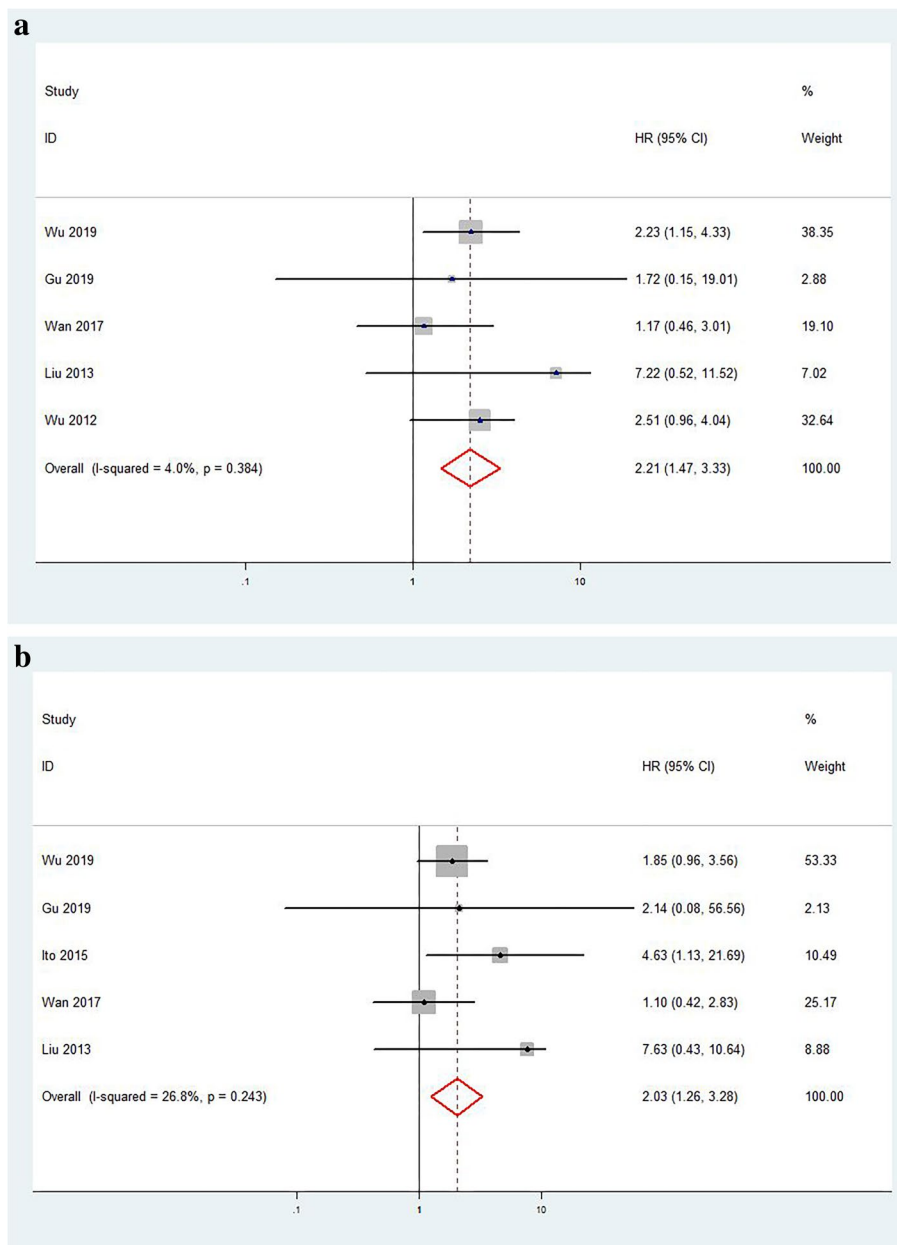 a
Study %
ID HR (95% CI) Weight
Wu 2019 2.23 (1.15, 4.33) 38.35
Gu 2019 1.72 (0.15, 19.01) 2.88
Wan 2017 1.17 (0.46, 3.01) 19.10
Liu 2013 7.22 (0.52, 11.52) 7.02
Wu 2012 2.51 (0.96, 4.04) 32.64
Overall (I-squared = 4.0%, p = 0.384) 2.21 (1.47, 3.33) 100.00
.1 1 10
b
Study %
ID HR (95% CI) Weight
Wu 2019 1.85 (0.96, 3.56) 53.33
Gu 2019 2.14 (0.08, 56.56) 2.13
Ito 2015 4.63 (1.13, 21.69) 10.49
Wan 2017 1.10 (0.42, 2.83) 25.17
Liu 2013 7.63 (0.43, 10.64) 8.88
Overall (I-squared = 26.8%, p = 0.243) 2.03 (1.26, 3.28) 100.00
.1 1 10